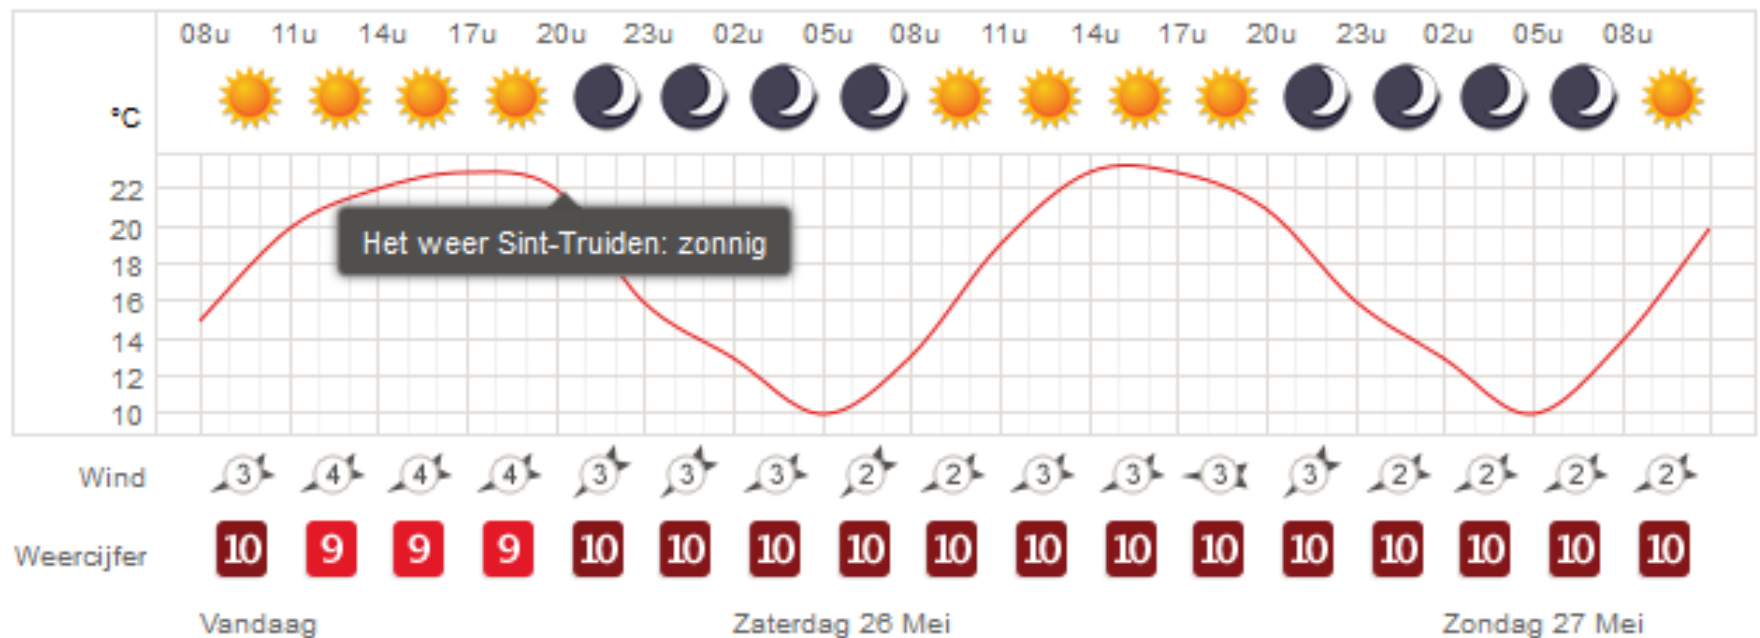 08u 11u 14u 17u 20u 23u 02u 05u 08u 11u 14u 17u 20u 23u 02u 05u 08u
°C
22
20
18
16
14
12
10
Het weer Sint-Truiden: zonnig
Wind 3 4 4 4 3 3 3 2 2 3 3 3 3 2 2 2 2
Weercijfer 10 9 9 9 10 10 10 10 10 10 10 10 10 10 10 10 10
Vandaag Zaterdag 26 Mei Zondag 27 Mei